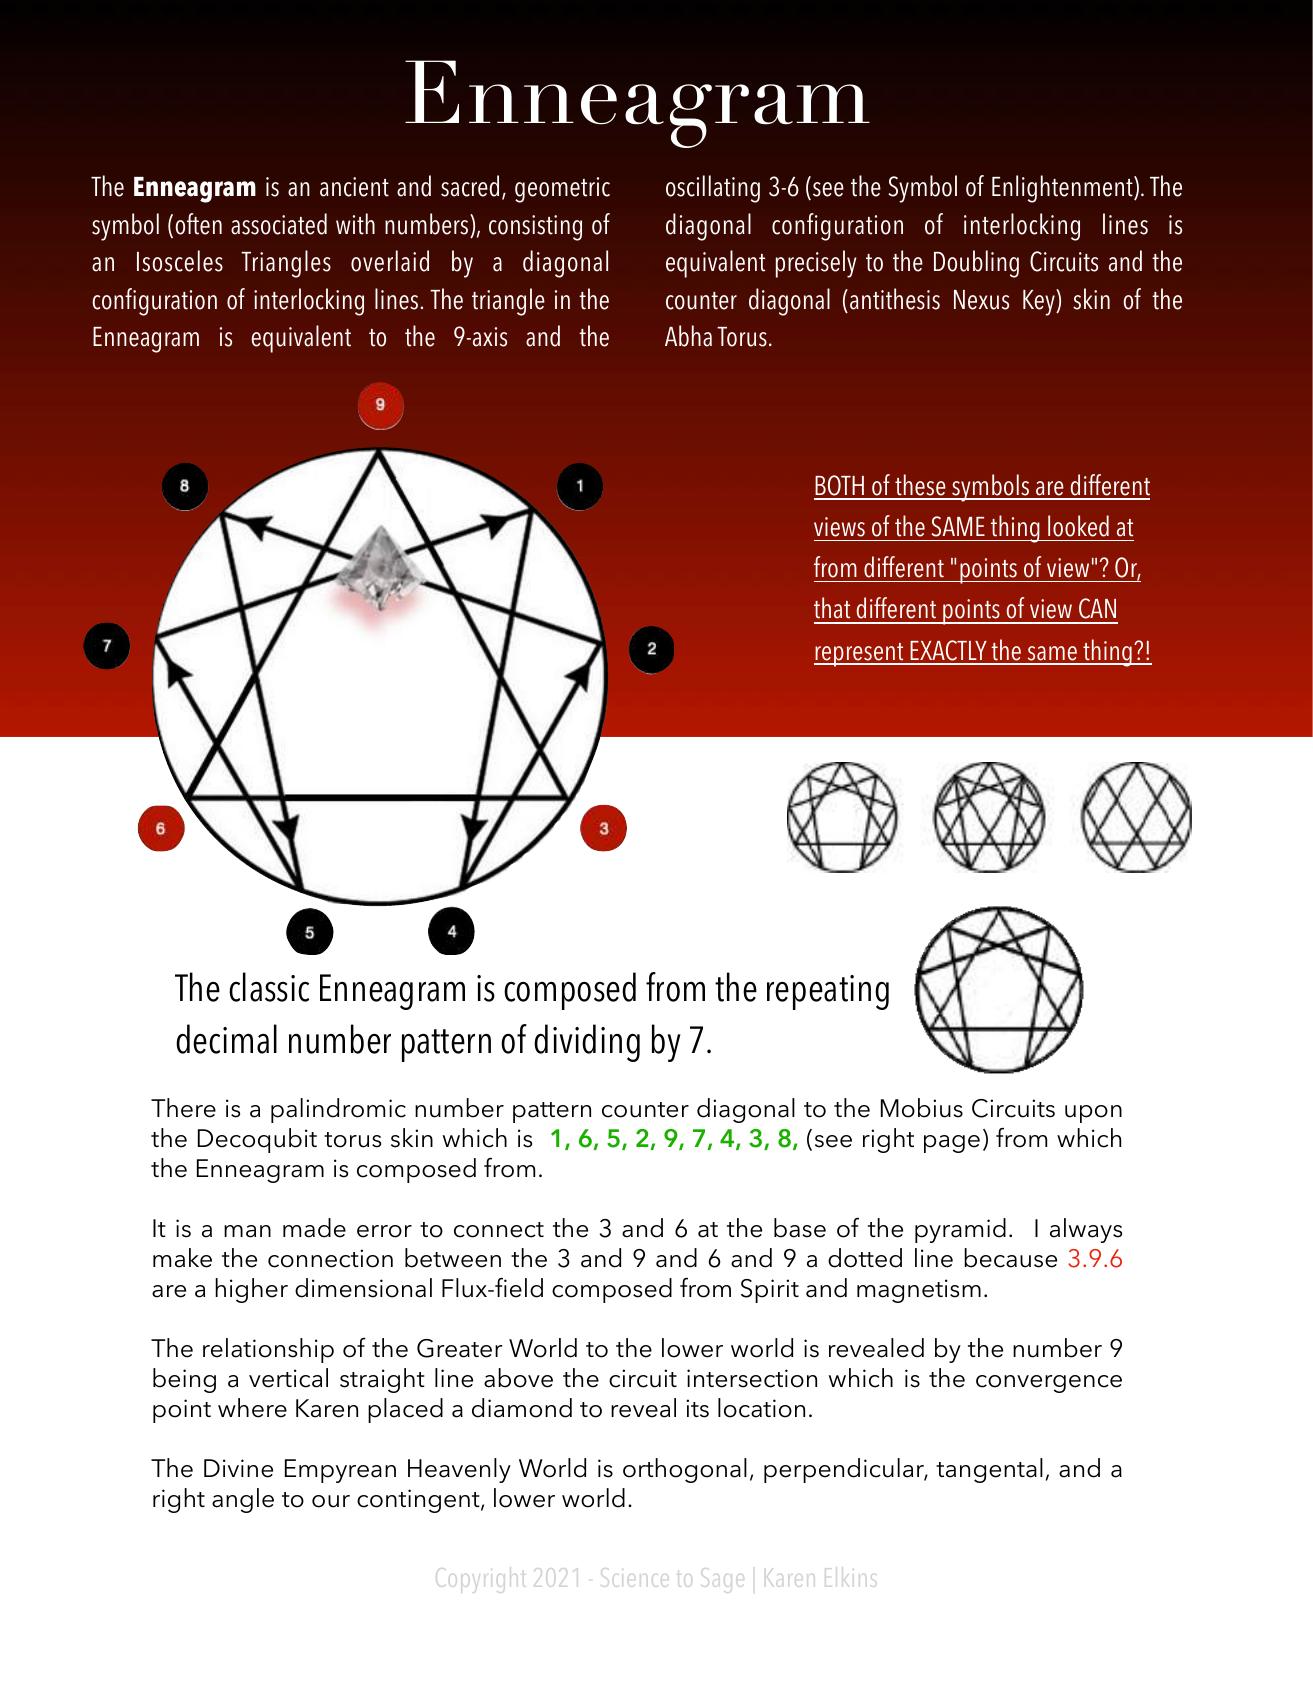 Enneagram
The Enneagram is an ancient and sacred, geometric
symbol (often associated with numbers), consisting of
an Isosceles Triangles overlaid by a diagonal
configuration of interlocking lines. The triangle in the
Enneagram is equivalent to the 9-axis and the
oscillating 3-6 (see the Symbol of Enlightenment). The
diagonal configuration of interlocking lines is
equivalent precisely to the Doubling Circuits and the
counter diagonal (antithesis Nexus Key) skin of the
Abha Torus.
9
8
1
7
2
6
3
5
4
BOTH of these symbols are different
views of the SAME thing looked at
from different "points of view"? Or,
that different points of view CAN
represent EXACTLY the same thing?!
The classic Enneagram is composed from the repeating
decimal number pattern of dividing by 7.
There is a palindromic number pattern counter diagonal to the Mobius Circuits upon
the Decoqubit torus skin which is 1, 6, 5, 2, 9, 7, 4, 3, 8, (see right page) from which
the Enneagram is composed from.
It is a man made error to connect the 3 and 6 at the base of the pyramid. I always
make the connection between the 3 and 9 and 6 and 9 a dotted line because 3.9.6
are a higher dimensional Flux-field composed from Spirit and magnetism.
The relationship of the Greater World to the lower world is revealed by the number 9
being a vertical straight line above the circuit intersection which is the convergence
point where Karen placed a diamond to reveal its location.
The Divine Empyrean Heavenly World is orthogonal, perpendicular, tangental, and a
right angle to our contingent, lower world.
Copyright 2021 - Science to Sage | Karen Elkins